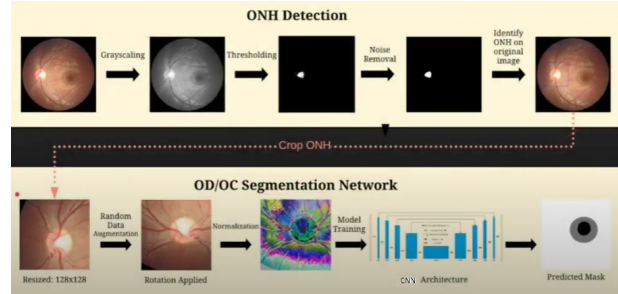 ONH Detection
Grayscaling
Thresholding
Noise
Removal
Identify
ONH on
original
image
Crop ONH
OD/OC Segmentation Network
Random
Data
Augmentation
Normalization
Model
Training
Resized: 128x128
Rotation Applied
CNN Architecture
Predicted Mask